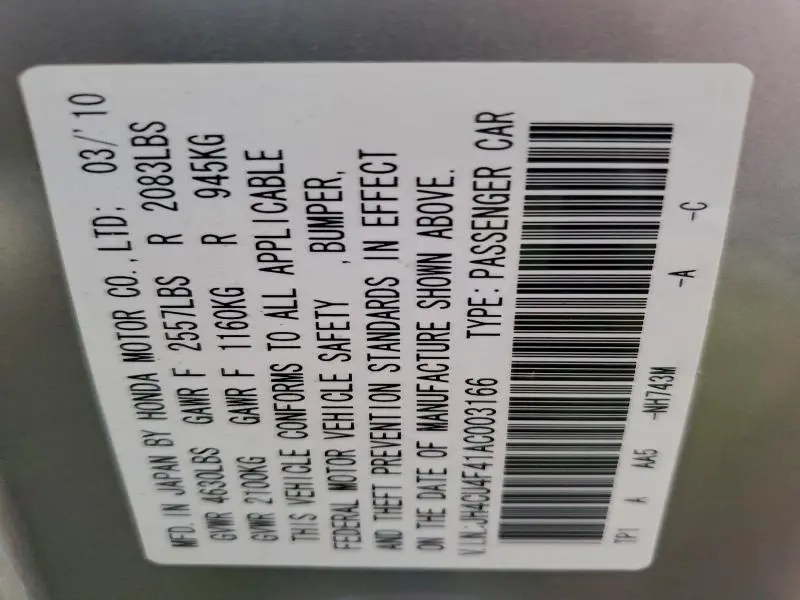 MFD. IN JAPAN BY HONDA MOTOR CO., LTD; 03/'10
GVWR 4630LBS GAWR F 2557LBS R 2083LBS
GVWR 2100KG GAWR F 1160KG R 945KG
THIS VEHICLE CONFORMS TO ALL APPLICABLE
FEDERAL MOTOR VEHICLE SAFETY , BUMPER,
AND THEFT PREVENTION STANDARDS IN EFFECT
ON THE DATE OF MANUFACTURE SHOWN ABOVE.
V.I.N:JH4CU4F41AC003166 TYPE:PASSENGER CAR
TP1 A AA5 -NH743M -A -C